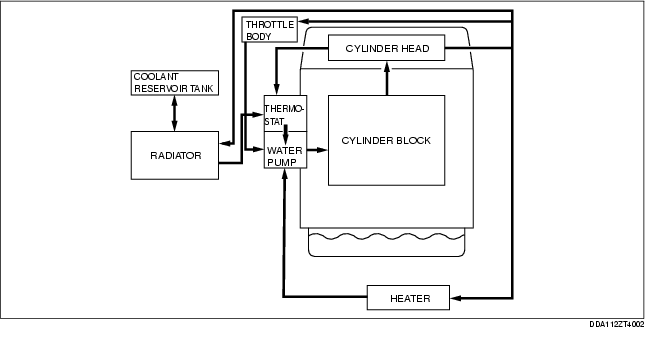 THROTTLE
BODY
CYLINDER HEAD
COOLANT
RESERVOIR TANK
THERMO-
STAT
CYLINDER BLOCK
RADIATOR
WATER
PUMP
HEATER
DDA112ZT4002